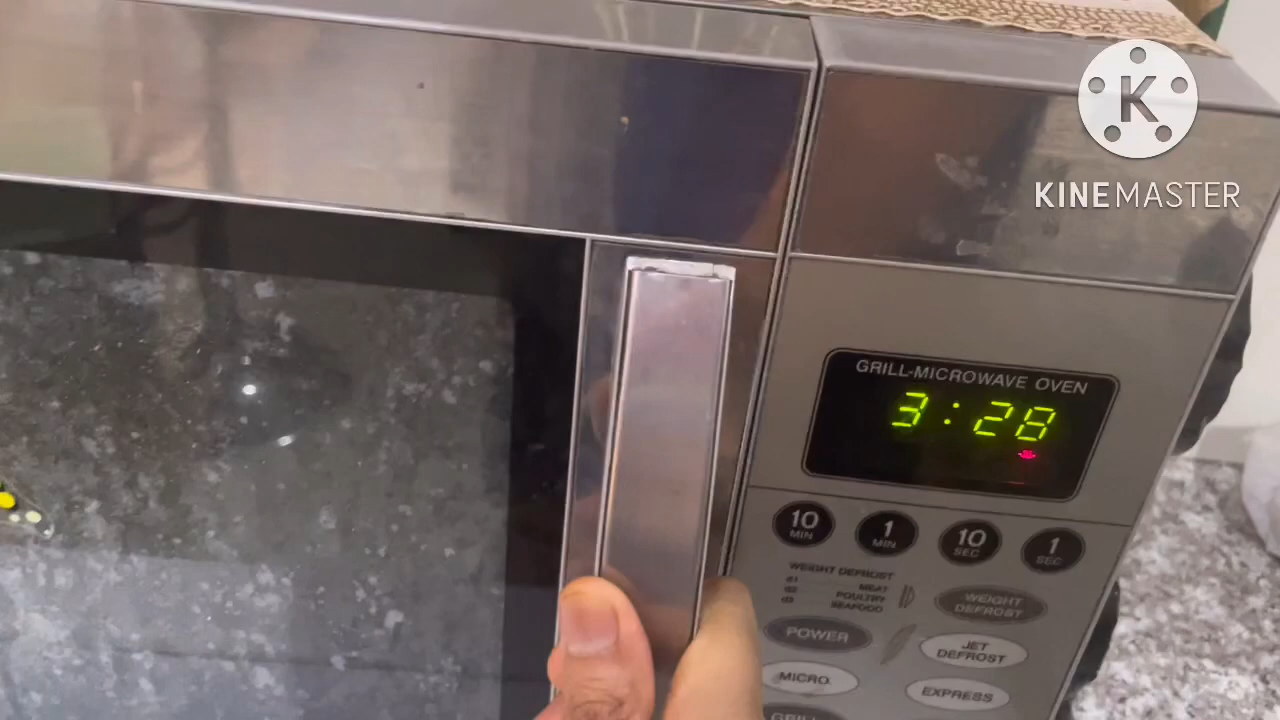 K
KINEMASTER
GRILL-MICROWAVE OVEN
3:28
10
MIN
1
MIN
10
SEC
1
SEC
WEIGHT DEFROST
MEAT
POULTRY
SEAFOOD
WEIGHT
DEFROST
POWER
JET
DEFROST
MICRO.
EXPRESS